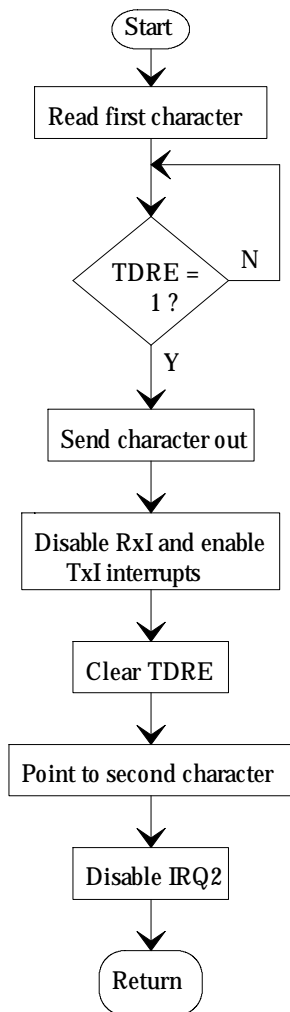 Start
Read first character
TDRE =
1 ?
N
Y
Send character out
Disable RxI and enable
TxI interrupts
Clear TDRE
Point to second character
Disable IRQ2
Return